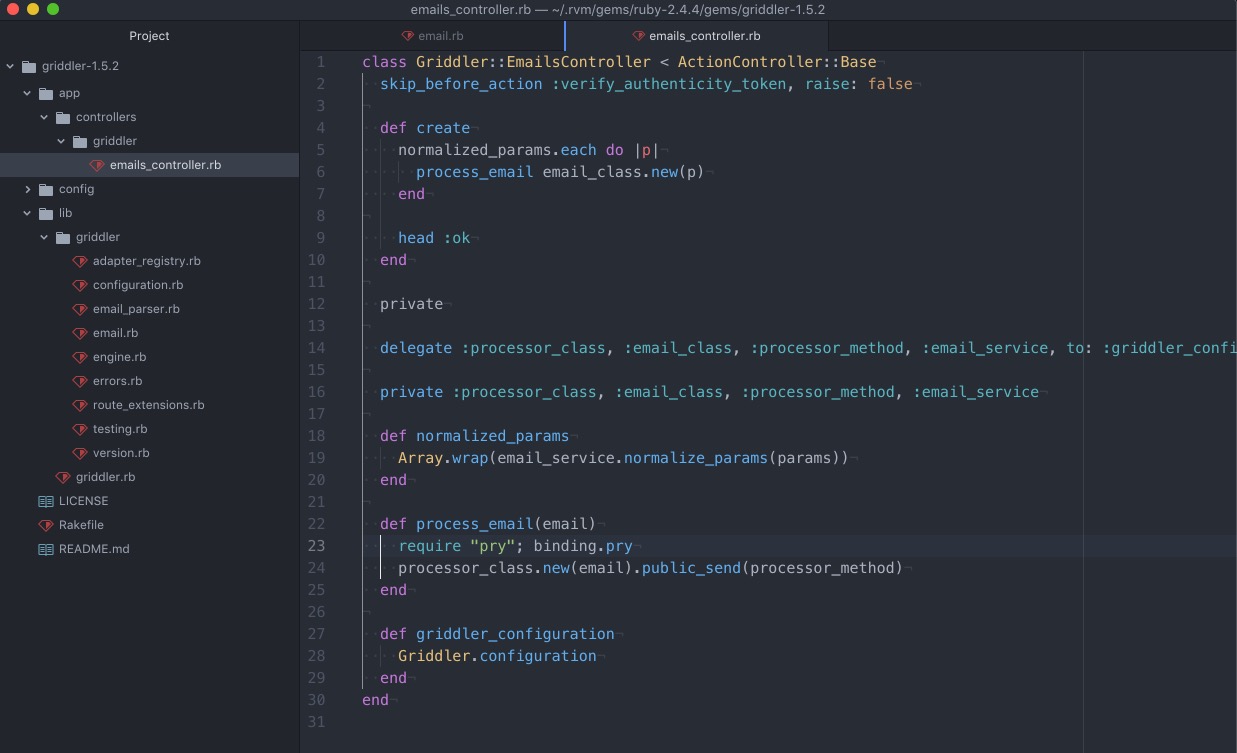 emails_controller.rb — ~/.rvm/gems/ruby-2.4.4/gems/griddler-1.5.2
Project
griddler-1.5.2
app
controllers
griddler
emails_controller.rb
config
lib
griddler
adapter_registry.rb
configuration.rb
email_parser.rb
email.rb
engine.rb
errors.rb
route_extensions.rb
testing.rb
version.rb
griddler.rb
LICENSE
Rakefile
README.md
email.rb
emails_controller.rb
1 class Griddler::EmailsController < ActionController::Base
2 skip_before_action :verify_authenticity_token, raise: false
3
4 def create
5 normalized_params.each do |p|
6 process_email email_class.new(p)
7 end
8
9 head :ok
10 end
11
12 private
13
14 delegate :processor_class, :email_class, :processor_method, :email_service, to: :griddler_confi
15
16 private :processor_class, :email_class, :processor_method, :email_service
17
18 def normalized_params
19 Array.wrap(email_service.normalize_params(params))
20 end
21
22 def process_email(email)
23 require "pry"; binding.pry
24 processor_class.new(email).public_send(processor_method)
25 end
26
27 def griddler_configuration
28 Griddler.configuration
29 end
30 end
31